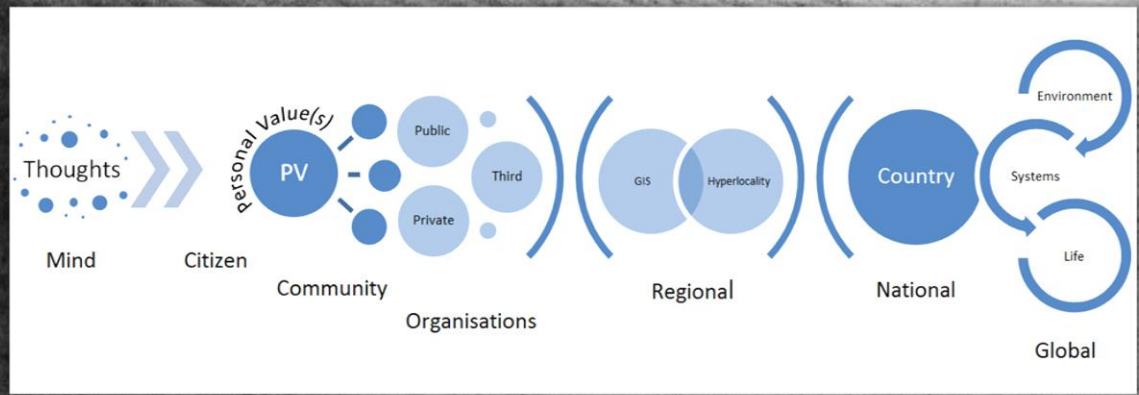 Thoughts
Mind
Citizen
Personal Value(s)
PV
Community
Public
Third
Private
Organisations
GIS
Hyperlocality
Regional
Country
National
Environment
Systems
Life
Global